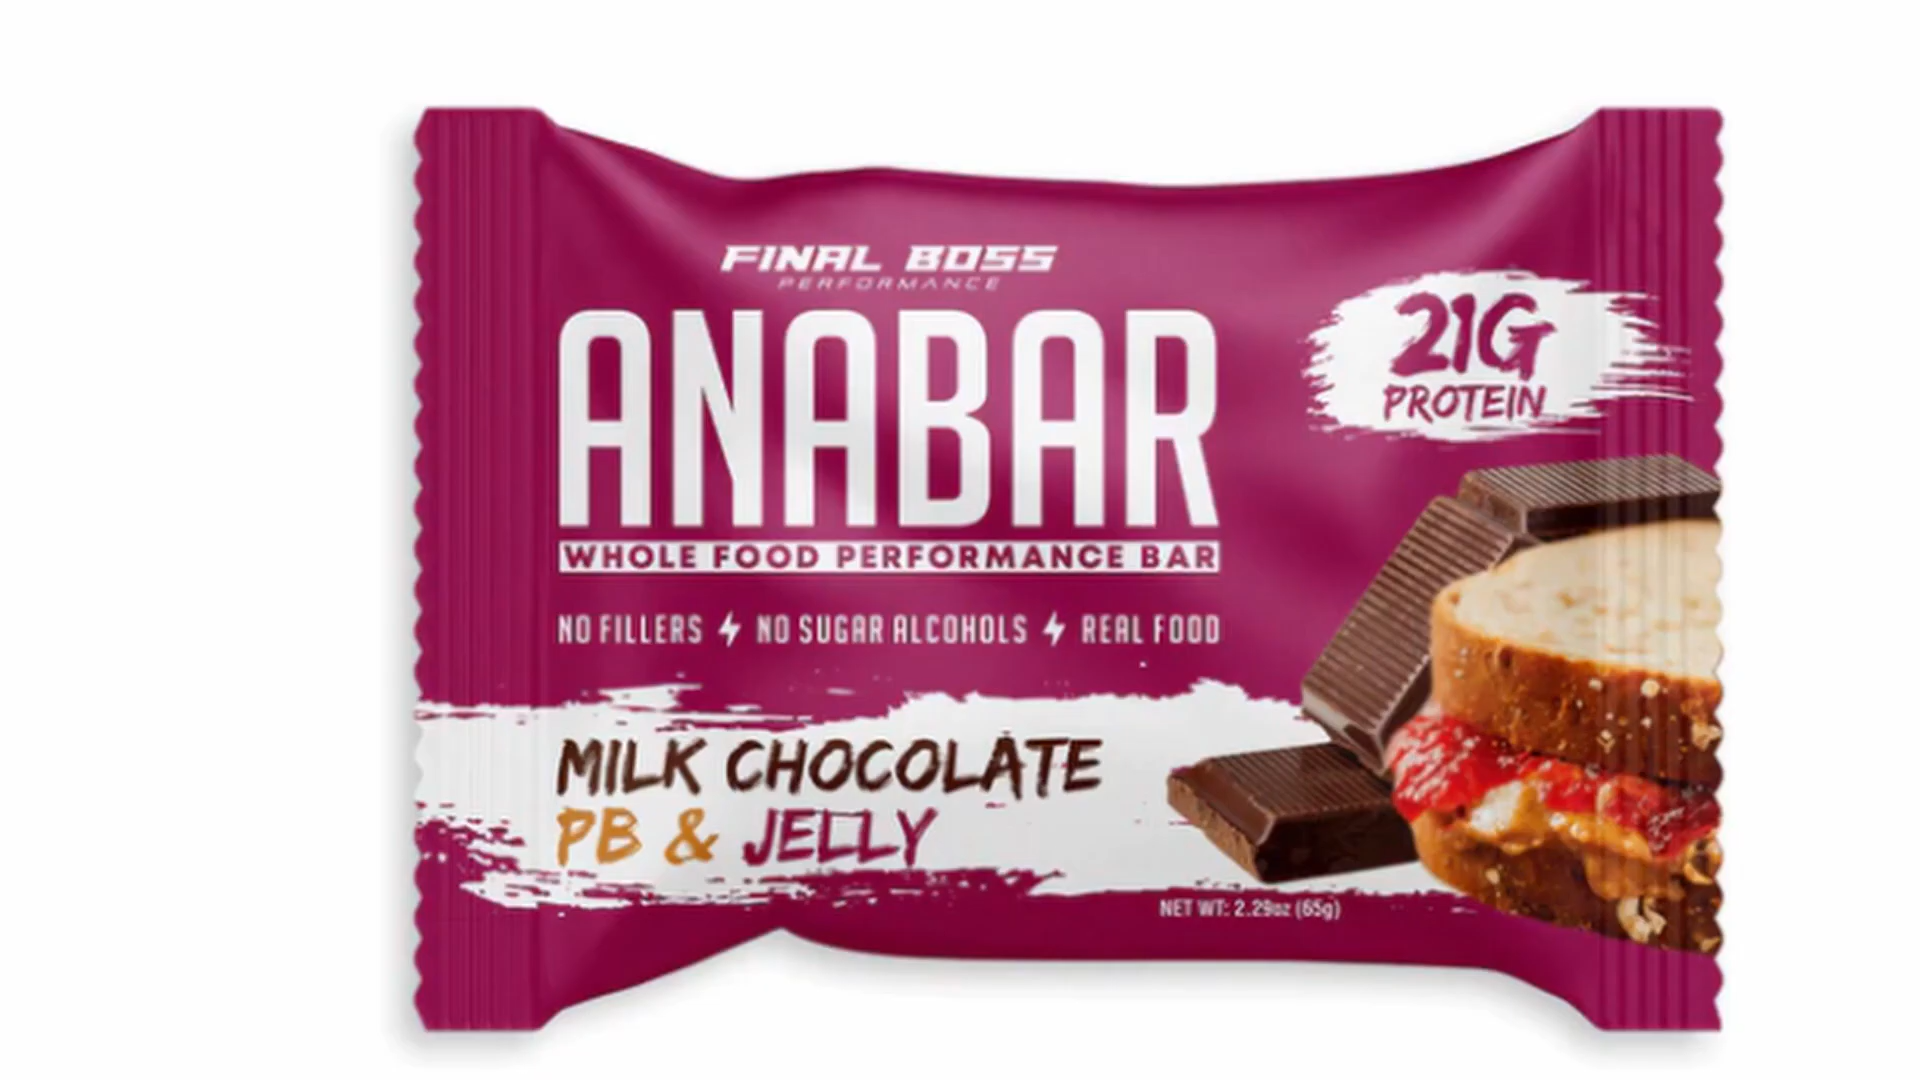 FINAL BOSS
PERFORMANCE
ANABAR
WHOLE FOOD PERFORMANCE BAR
NO FILLERS NO SUGAR ALCOHOLS REAL FOOD
21G
PROTEIN
MILK CHOCOLATE
PB & JELLY
NET WT: 2.29oz (65g)